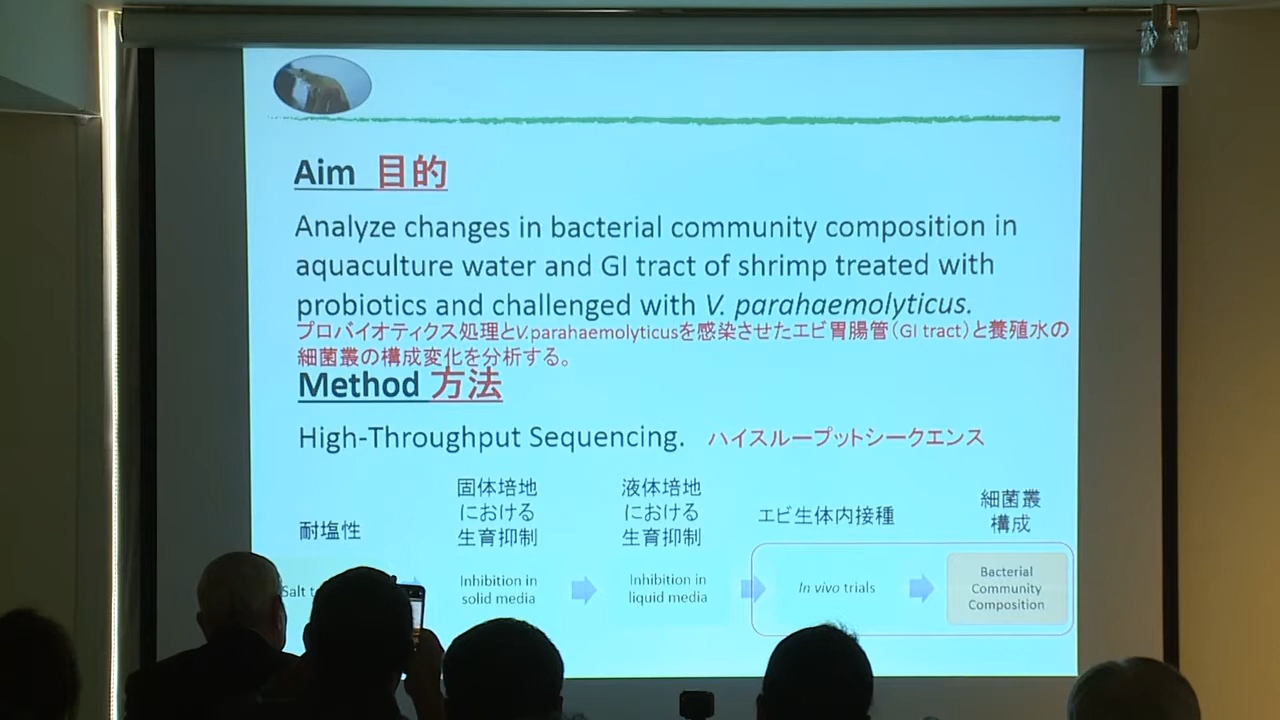 Aim 目的
Analyze changes in bacterial community composition in
aquaculture water and GI tract of shrimp treated with
probiotics and challenged with V. parahaemolyticus.
プロバイオティクス処理とV.parahaemolyticusを感染させたエビ胃腸管（GI tract）と養殖水の
細菌叢の構成変化を分析する。
Method 方法
High-Throughput Sequencing. ハイスループットシークエンス
耐塩性
固体培地
における
生育抑制
液体培地
における
生育抑制
エビ生体内接種
細菌叢
構成
Salt
Inhibition in
solid media
Inhibition in
liquid media
In vivo trials
Bacterial
Community
Composition